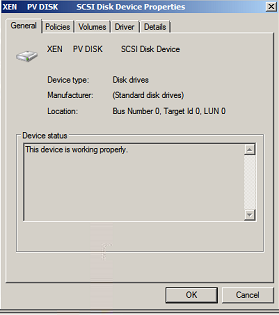 XEN PV DISK SCSI Disk Device Properties
General Policies Volumes Driver Details
XEN PV DISK SCSI Disk Device
Device type: Disk drives
Manufacturer: (Standard disk drives)
Location: Bus Number 0, Target Id 0, LUN 0
Device status
This device is working properly.
OK Cancel